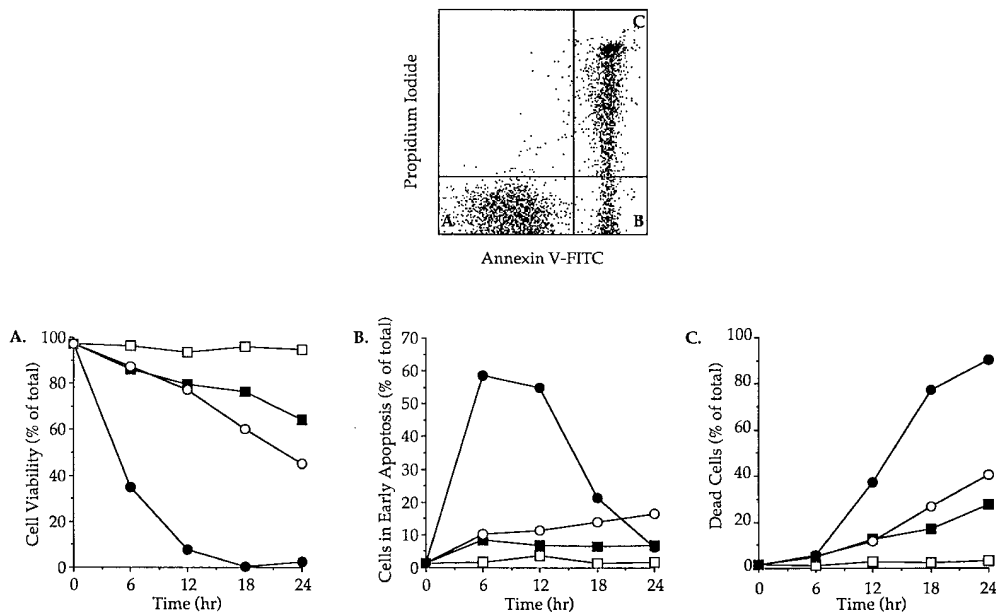 C
Propidium Iodide
A
B
Annexin V-FITC
A.
Cell Viability (% of total)
100
80
60
40
20
0
0 6 12 18 24
Time (hr)
B.
Cells in Early Apoptosis (% of total)
70
60
50
40
30
20
10
0
0 6 12 18 24
Time (hr)
C.
Dead Cells (% of total)
100
80
60
40
20
0
0 6 12 18 24
Time (hr)